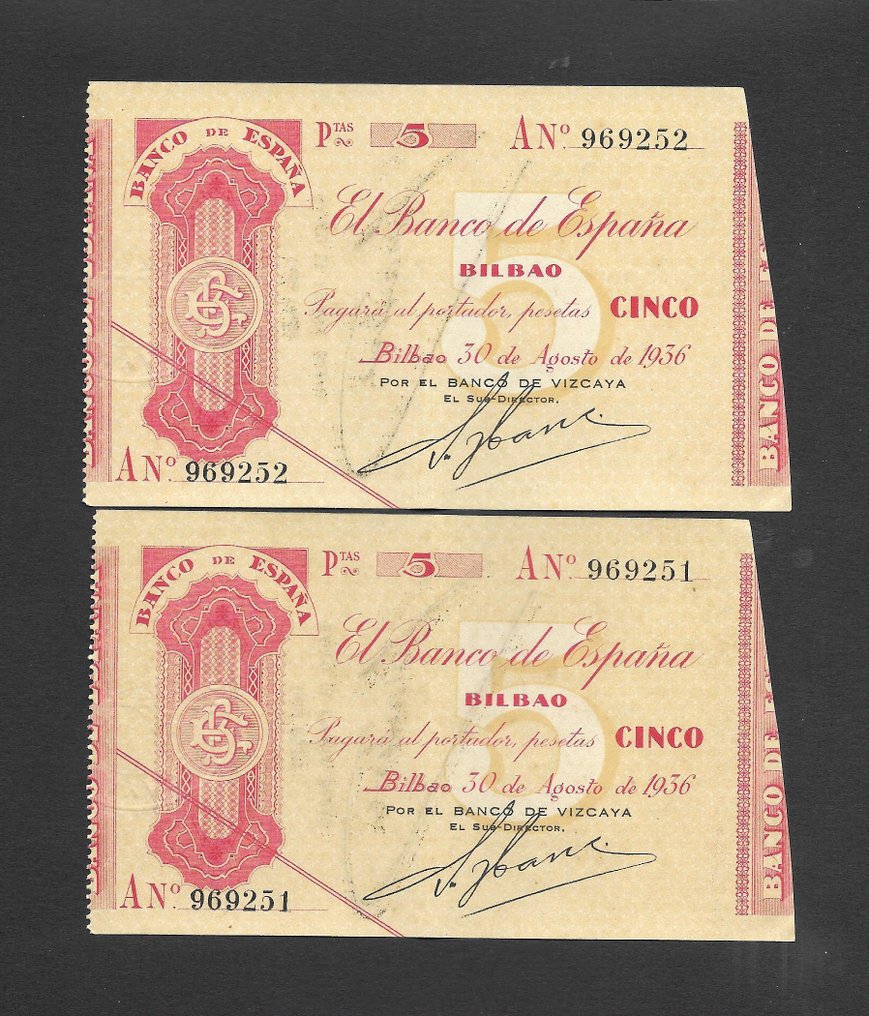 BANCO DE ESPAÑA
PTAS 5 A Nº 969252
El Banco de España
BILBAO
Pagará al portador, pesetas CINCO
Bilbao 30 de Agosto de 1936
POR EL BANCO DE VIZCAYA
EL SUB-DIRECTOR,
A Nº 969252
BANCO DE
BANCO DE ESPAÑA
PTAS 5 A Nº 969251
El Banco de España
BILBAO
Pagará al portador, pesetas CINCO
Bilbao 30 de Agosto de 1936
POR EL BANCO DE VIZCAYA
EL SUB-DIRECTOR,
A Nº 969251
BANCO DE